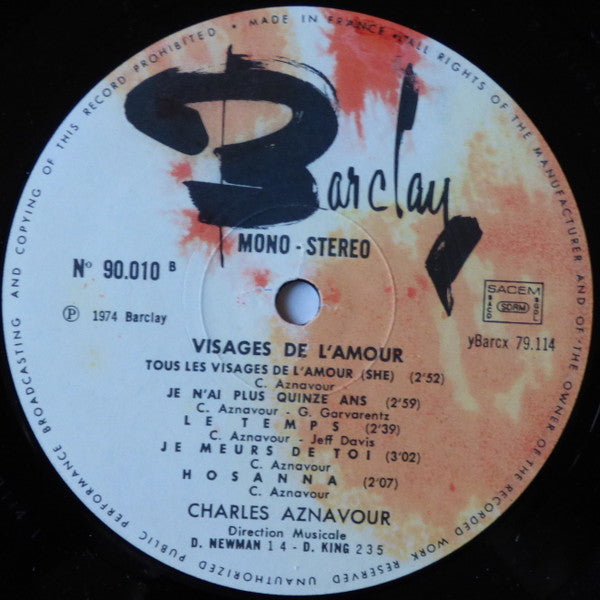 MADE IN FRANCE • ALL RIGHTS OF THE MANUFACTURER AND OF THE OWNER OF THE RECORDED WORK RESERVED UNAUTHORIZED PUBLIC PERFORMANCE BROADCASTING AND COPYING OF THIS RECORD PROHIBITED •
Barclay
MONO - STEREO
Nº 90.010 B
Ⓟ 1974 Barclay
SACEM
SACD SDRM SGDL
yBarcx 79.114
VISAGES DE L'AMOUR
TOUS LES VISAGES DE L'AMOUR (SHE) (2'52)
C. Aznavour
JE N'AI PLUS QUINZE ANS (2'59)
C. Aznavour - G. Garvarentz
LE TEMPS (2'39)
C. Aznavour - Jeff Davis
JE MEURS DE TOI (3'02)
C. Aznavour
HOSANNA (2'07)
C. Aznavour
CHARLES AZNAVOUR
Direction Musicale
D. NEWMAN 1 4 - D. KING 2 3 5